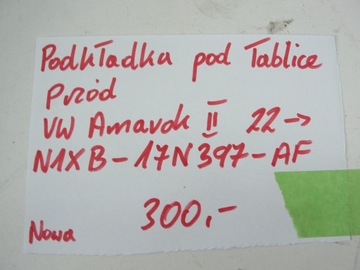 Podkładka pod Tablice
Przód
VW Amarok II 22→
N1XB-17N397-AF
300,-
Nowa